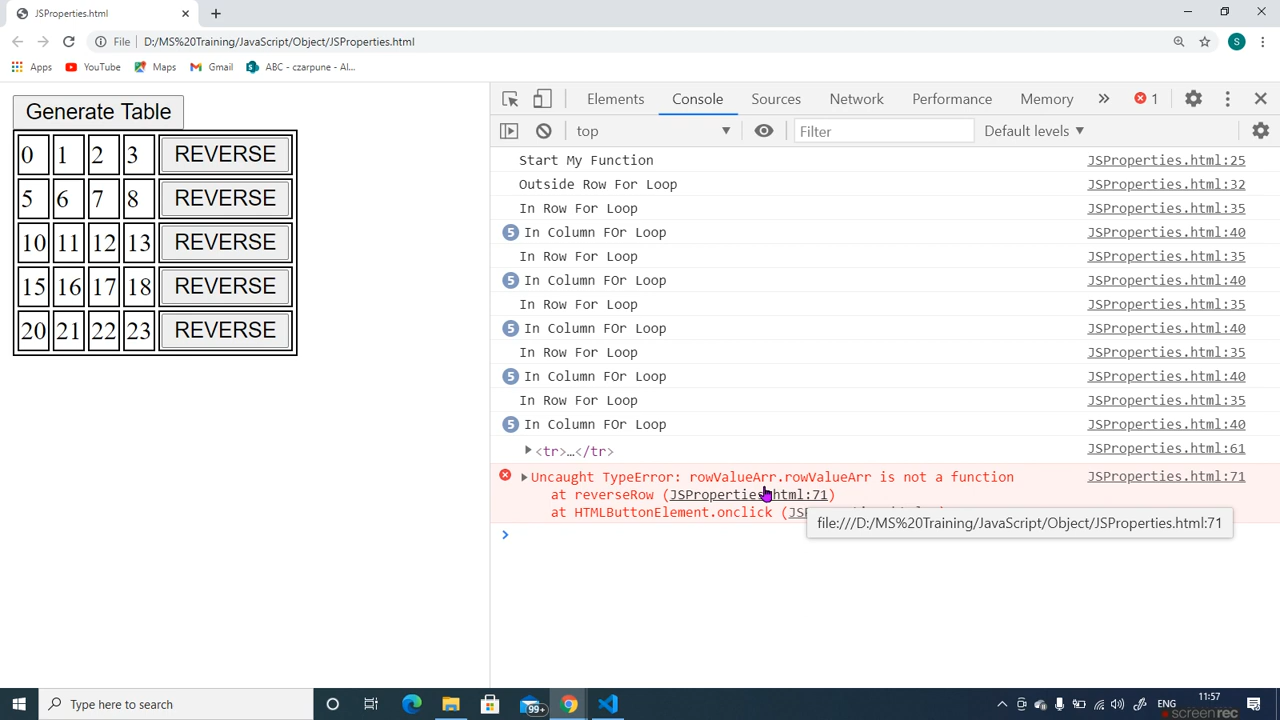 JSProperties.html
File | D:/MS%20Training/JavaScript/Object/JSProperties.html
S
Apps YouTube Maps Gmail ABC - czarpune - Al...
Generate Table
0 1 2 3 REVERSE
5 6 7 8 REVERSE
10 11 12 13 REVERSE
15 16 17 18 REVERSE
20 21 22 23 REVERSE
Elements Console Sources Network Performance Memory 1
top Filter Default levels
Start My Function JSProperties.html:25
Outside Row For Loop JSProperties.html:32
In Row For Loop JSProperties.html:35
5 In Column FOr Loop JSProperties.html:40
In Row For Loop JSProperties.html:35
5 In Column FOr Loop JSProperties.html:40
In Row For Loop JSProperties.html:35
5 In Column FOr Loop JSProperties.html:40
In Row For Loop JSProperties.html:35
5 In Column FOr Loop JSProperties.html:40
In Row For Loop JSProperties.html:35
5 In Column FOr Loop JSProperties.html:40
<tr>…</tr> JSProperties.html:61
Uncaught TypeError: rowValueArr.rowValueArr is not a function JSProperties.html:71
at reverseRow (JSProperties.html:71)
at HTMLButtonElement.onclick (JS
file:///D:/MS%20Training/JavaScript/Object/JSProperties.html:71
Type here to search
99+
ENG
11:57
screenrec